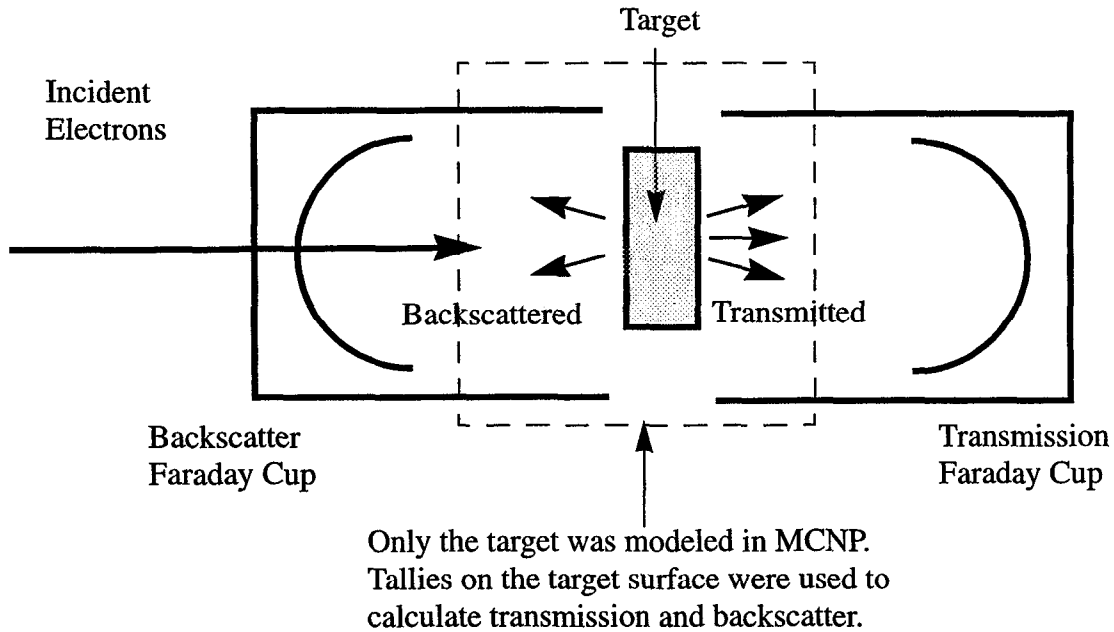 Target
Incident
Electrons
Backscattered
Transmitted
Backscatter
Faraday Cup
Transmission
Faraday Cup
Only the target was modeled in MCNP.
Tallies on the target surface were used to
calculate transmission and backscatter.